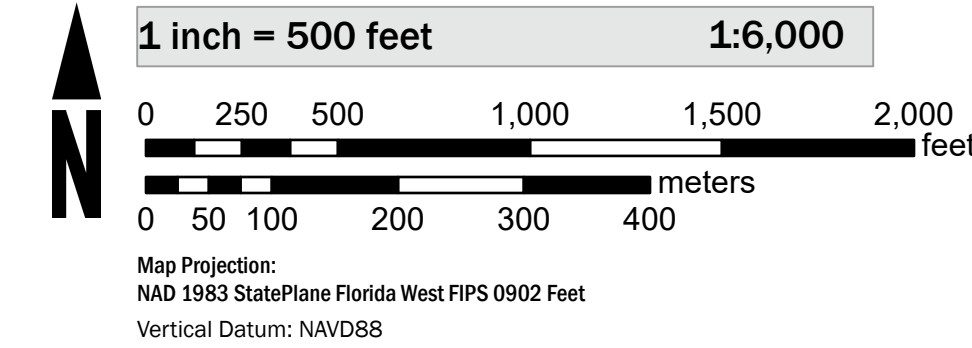 1 inch = 500 feet 1:6,000
0 250 500 1,000 1,500 2,000
feet
meters
0 50 100 200 300 400
N
Map Projection:
NAD 1983 StatePlane Florida West FIPS 0902 Feet
Vertical Datum: NAVD88